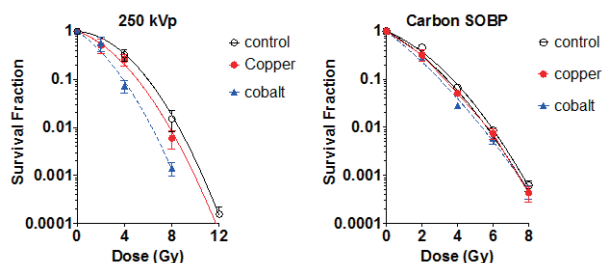 250 kVp
1
0.1
0.01
0.001
0.0001
0
4
8
12
Survival Fraction
Dose (Gy)
control
Copper
cobalt
Carbon SOBP
1
0.1
0.01
0.001
0.0001
0
2
4
6
8
Survival Fraction
Dose (Gy)
control
copper
cobalt